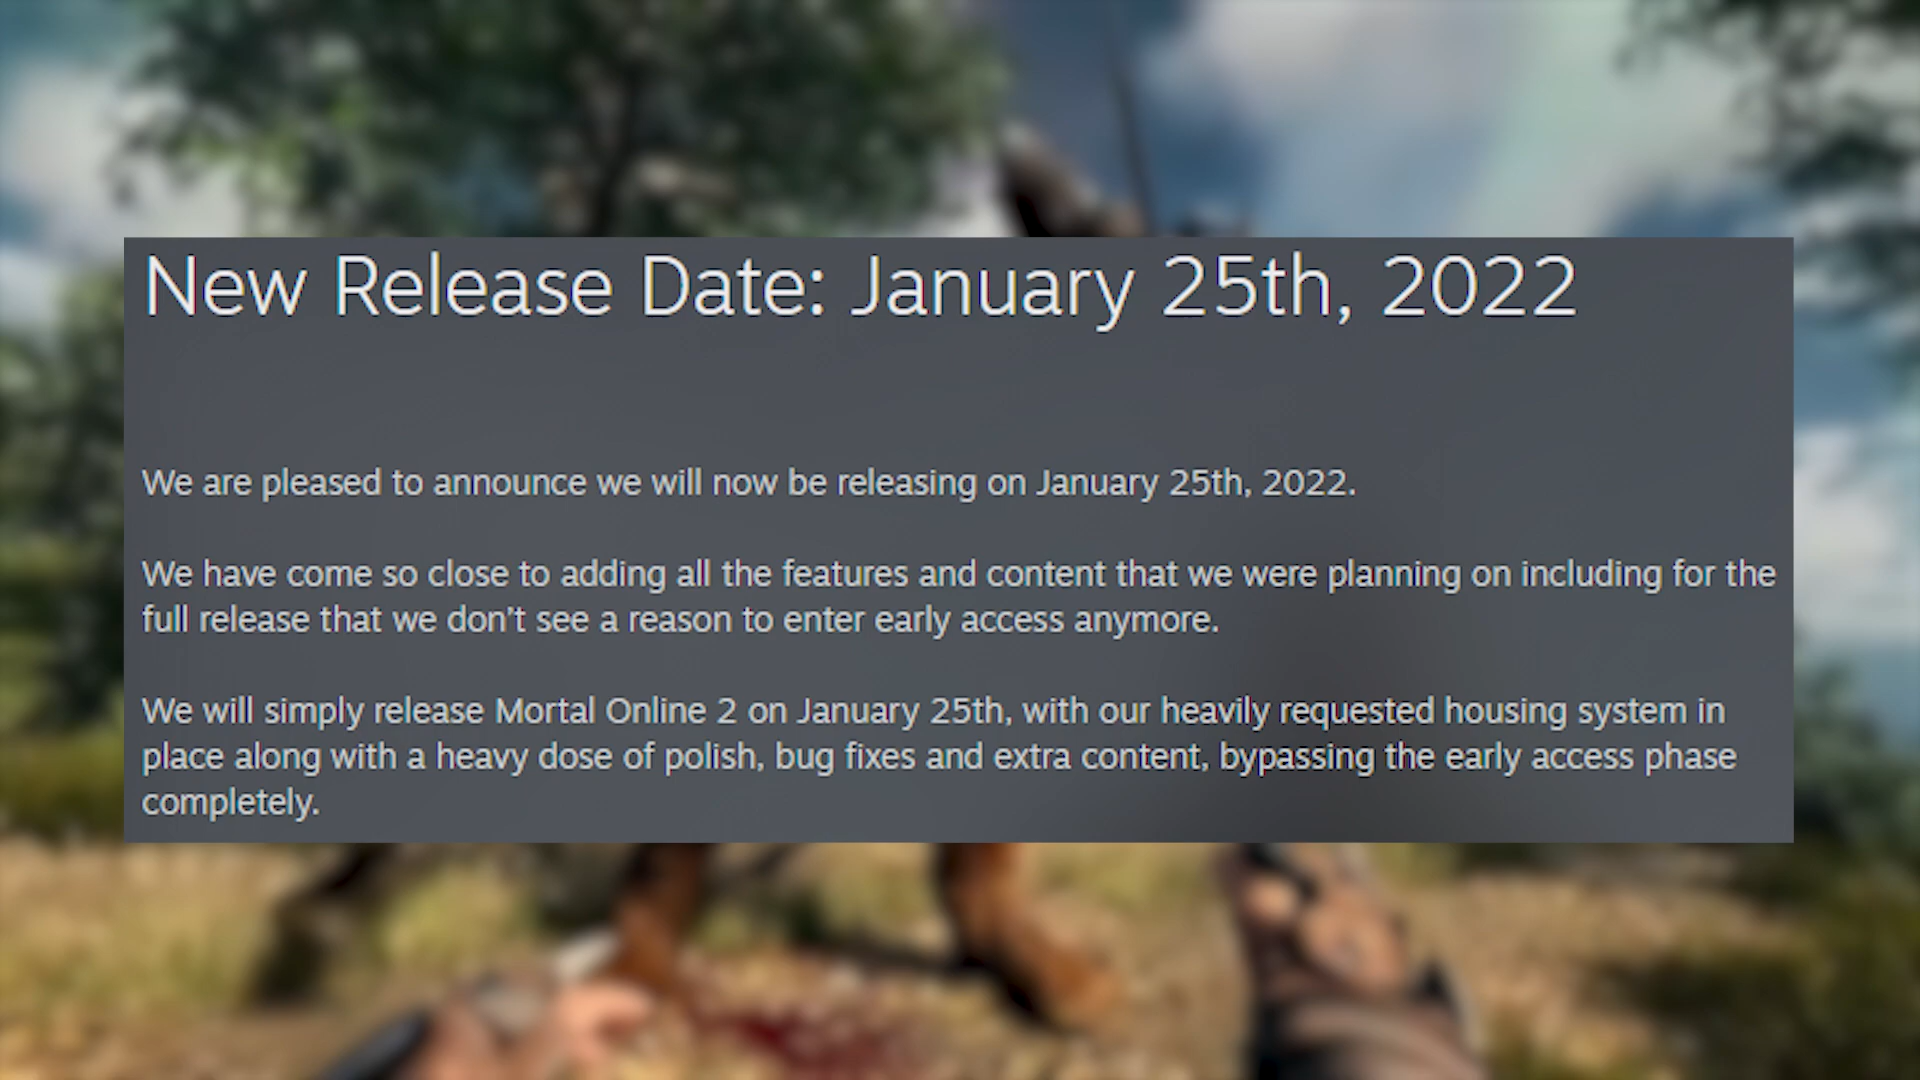 New Release Date: January 25th, 2022
We are pleased to announce we will now be releasing on January 25th, 2022.
We have come so close to adding all the features and content that we were planning on including for the
full release that we don't see a reason to enter early access anymore.
We will simply release Mortal Online 2 on January 25th, with our heavily requested housing system in
place along with a heavy dose of polish, bug fixes and extra content, bypassing the early access phase
completely.